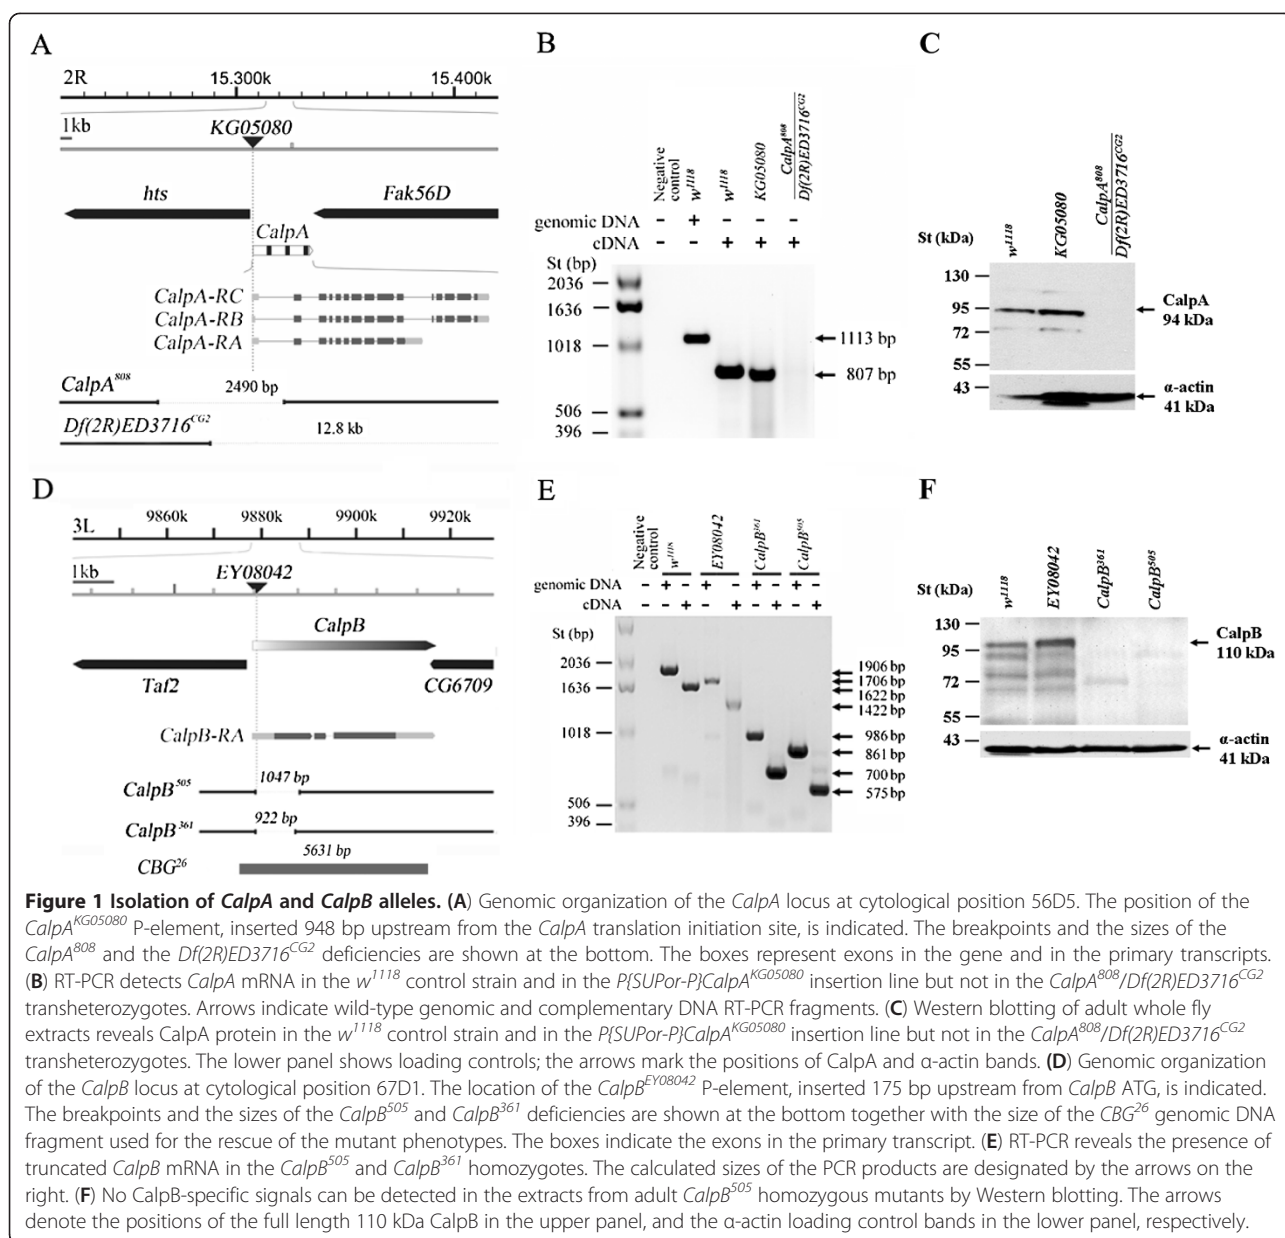 A
2R
15.300k
15.400k
1kb
KG05080
hts
Fak56D
CalpA
CalpA-RC
CalpA-RB
CalpA-RA
CalpA808
2490 bp
Df(2R)ED3716CG2
12.8 kb
B
Negative control
w1118
w1118
KG05080
CalpA808
Df(2R)ED3716CG2
genomic DNA – + – – –
cDNA – – + + +
St (bp)
2036
1636
1018
506
396
1113 bp
807 bp
C
St (kDa)
w1118
KG05080
CalpA808
Df(2R)ED3716CG2
130
95
72
55
43
CalpA
94 kDa
α-actin
41 kDa
D
3L
9860k
9880k
9900k
9920k
1kb
EY08042
CalpB
Taf2
CG6709
CalpB-RA
CalpB505
1047 bp
CalpB361
922 bp
CBG26
5631 bp
E
Negative control
w1118
EY08042
CalpB361
CalpB505
genomic DNA – + – + – + – + –
cDNA – – + – + – + – +
St (bp)
2036
1636
1018
506
396
1906 bp
1706 bp
1622 bp
1422 bp
986 bp
861 bp
700 bp
575 bp
F
St (kDa)
w1118
EY08042
CalpB361
CalpB505
130
95
72
55
43
CalpB
110 kDa
α-actin
41 kDa
Figure 1 Isolation of CalpA and CalpB alleles. (A) Genomic organization of the CalpA locus at cytological position 56D5. The position of the
CalpAKG05080 P-element, inserted 948 bp upstream from the CalpA translation initiation site, is indicated. The breakpoints and the sizes of the
CalpA808 and the Df(2R)ED3716CG2 deficiencies are shown at the bottom. The boxes represent exons in the gene and in the primary transcripts.
(B) RT-PCR detects CalpA mRNA in the w1118 control strain and in the P{SUPor-P}CalpAKG05080 insertion line but not in the CalpA808/Df(2R)ED3716CG2
transheterozygotes. Arrows indicate wild-type genomic and complementary DNA RT-PCR fragments. (C) Western blotting of adult whole fly
extracts reveals CalpA protein in the w1118 control strain and in the P{SUPor-P}CalpAKG05080 insertion line but not in the CalpA808/Df(2R)ED3716CG2
transheterozygotes. The lower panel shows loading controls; the arrows mark the positions of CalpA and α-actin bands. (D) Genomic organization
of the CalpB locus at cytological position 67D1. The location of the CalpBEY08042 P-element, inserted 175 bp upstream from CalpB ATG, is indicated.
The breakpoints and the sizes of the CalpB505 and CalpB361 deficiencies are shown at the bottom together with the size of the CBG26 genomic DNA
fragment used for the rescue of the mutant phenotypes. The boxes indicate the exons in the primary transcript. (E) RT-PCR reveals the presence of
truncated CalpB mRNA in the CalpB505 and CalpB361 homozygotes. The calculated sizes of the PCR products are designated by the arrows on the
right. (F) No CalpB-specific signals can be detected in the extracts from adult CalpB505 homozygous mutants by Western blotting. The arrows
denote the positions of the full length 110 kDa CalpB in the upper panel, and the α-actin loading control bands in the lower panel, respectively.